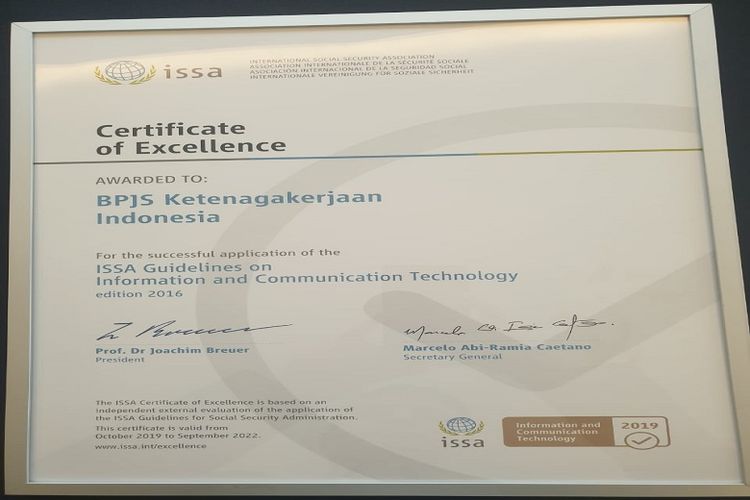 issa
INTERNATIONAL SOCIAL SECURITY ASSOCIATION
ASSOCIATION INTERNATIONALE DE LA SÉCURITÉ SOCIALE
ASOCIACIÓN INTERNACIONAL DE LA SEGURIDAD SOCIAL
INTERNATIONALE VEREINIGUNG FÜR SOZIALE SICHERHEIT
Certificate
of Excellence
AWARDED TO:
BPJS Ketenagakerjaan
Indonesia
For the successful application of the
ISSA Guidelines on
Information and Communication Technology
edition 2016
Prof. Dr Joachim Breuer
President
Marcelo Abi-Ramia Caetano
Secretary General
The ISSA Certificate of Excellence is based on an
independent external evaluation of the application of
the ISSA Guidelines for Social Security Administration.
This certificate is valid from
October 2019 to September 2022.
www.issa.int/excellence
issa
Information and
Communication
Technology
2019